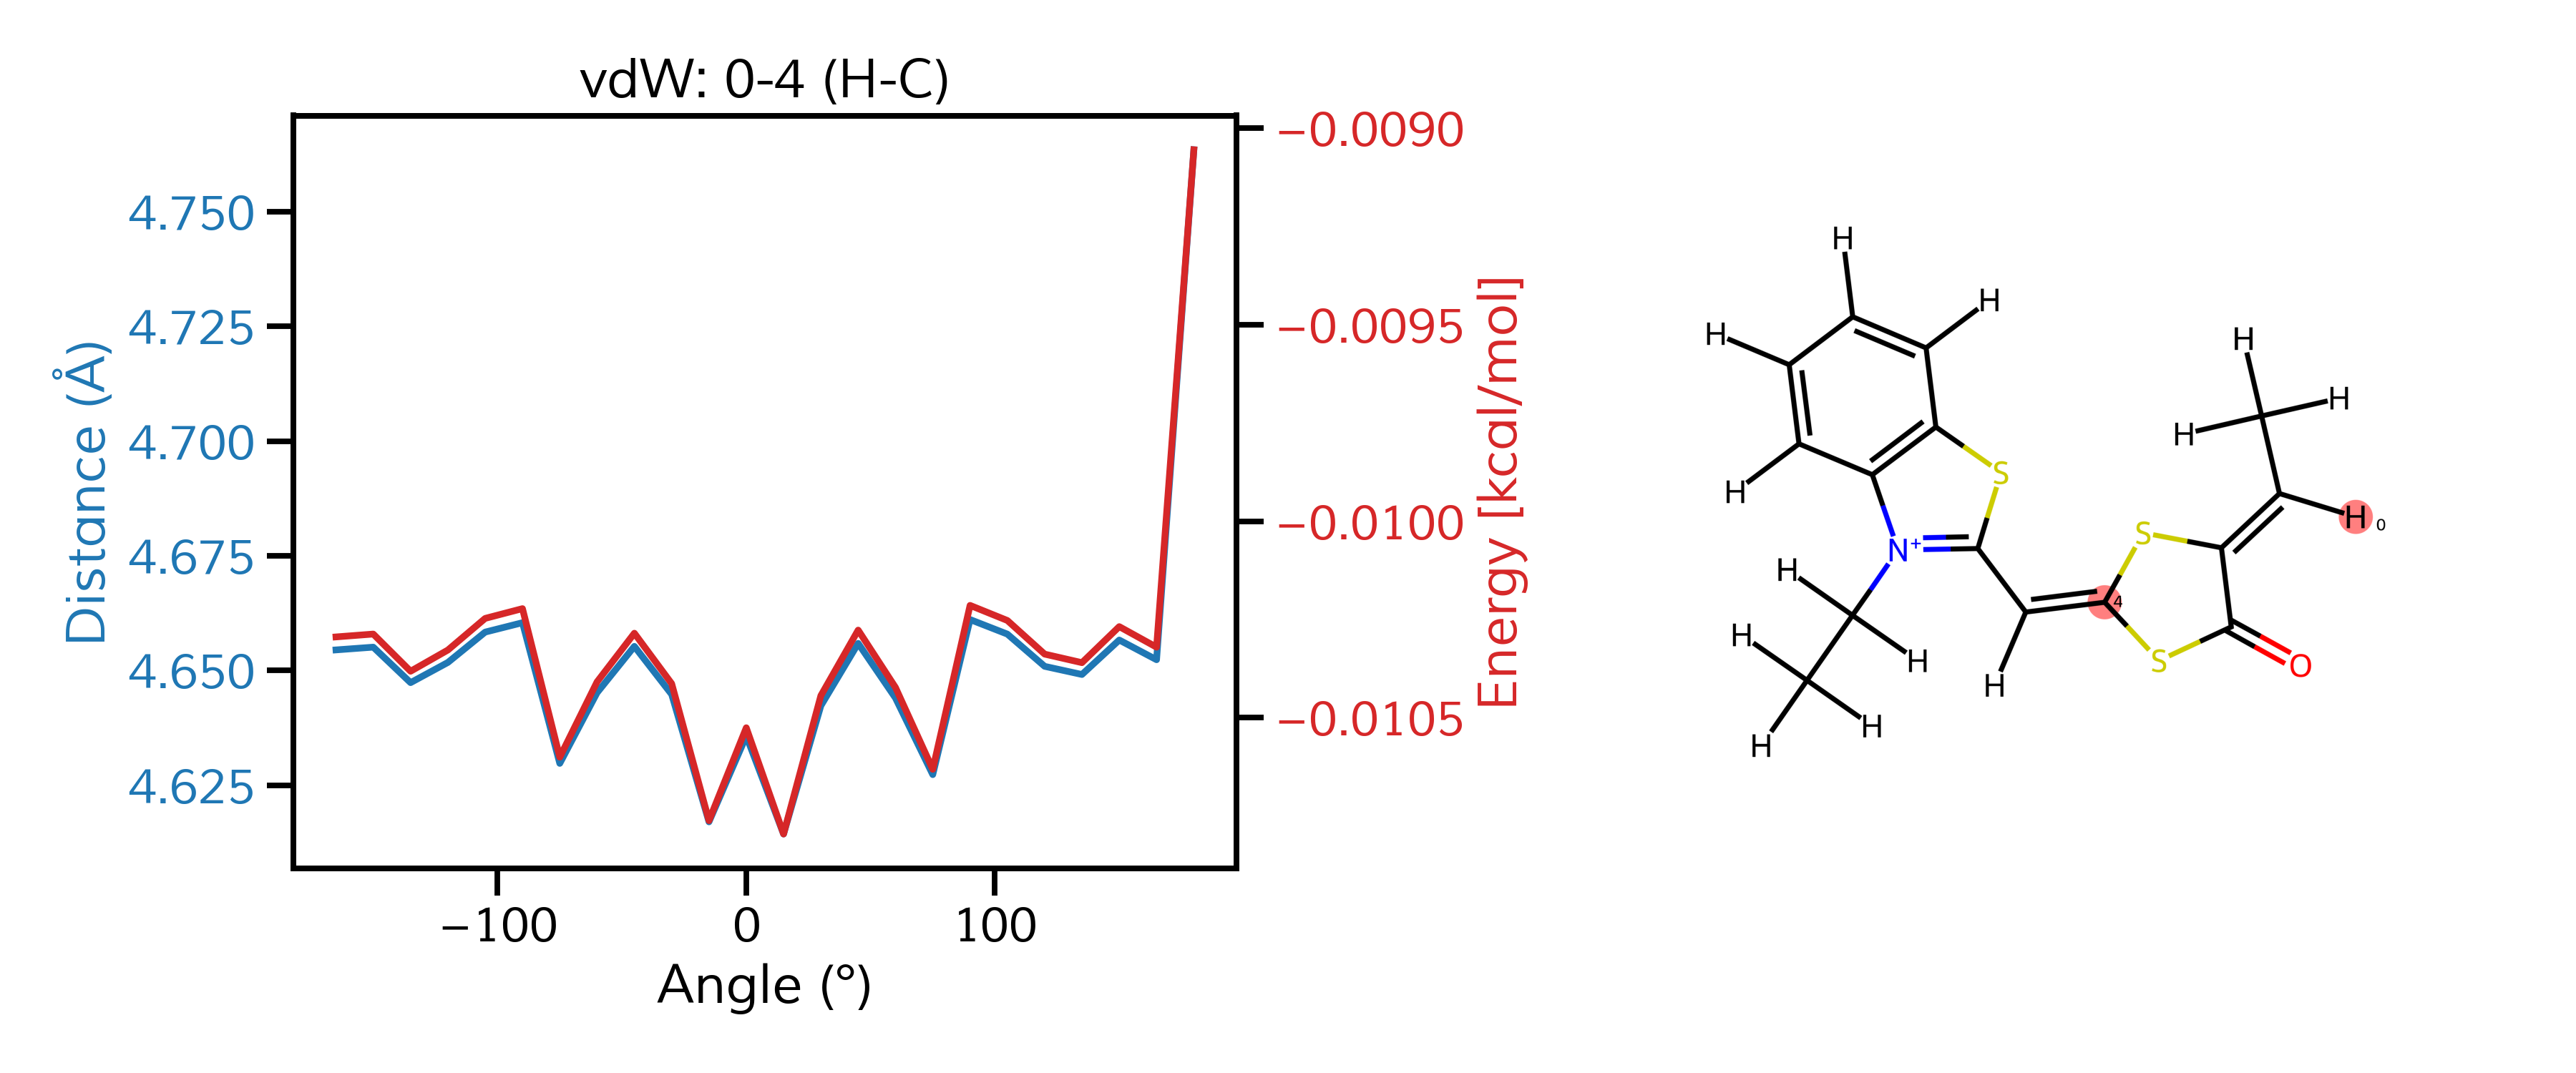 vdW: 0-4 (H-C)
Distance (Å)
4.750
4.725
4.700
4.675
4.650
4.625
−100
0
100
Angle (°)
−0.0090
−0.0095
−0.0100
−0.0105
Energy [kcal/mol]
H
H
H
H
H
H
H
S
H
H
S
H 0
N+
H
4
H
H
S
O
H
H
H